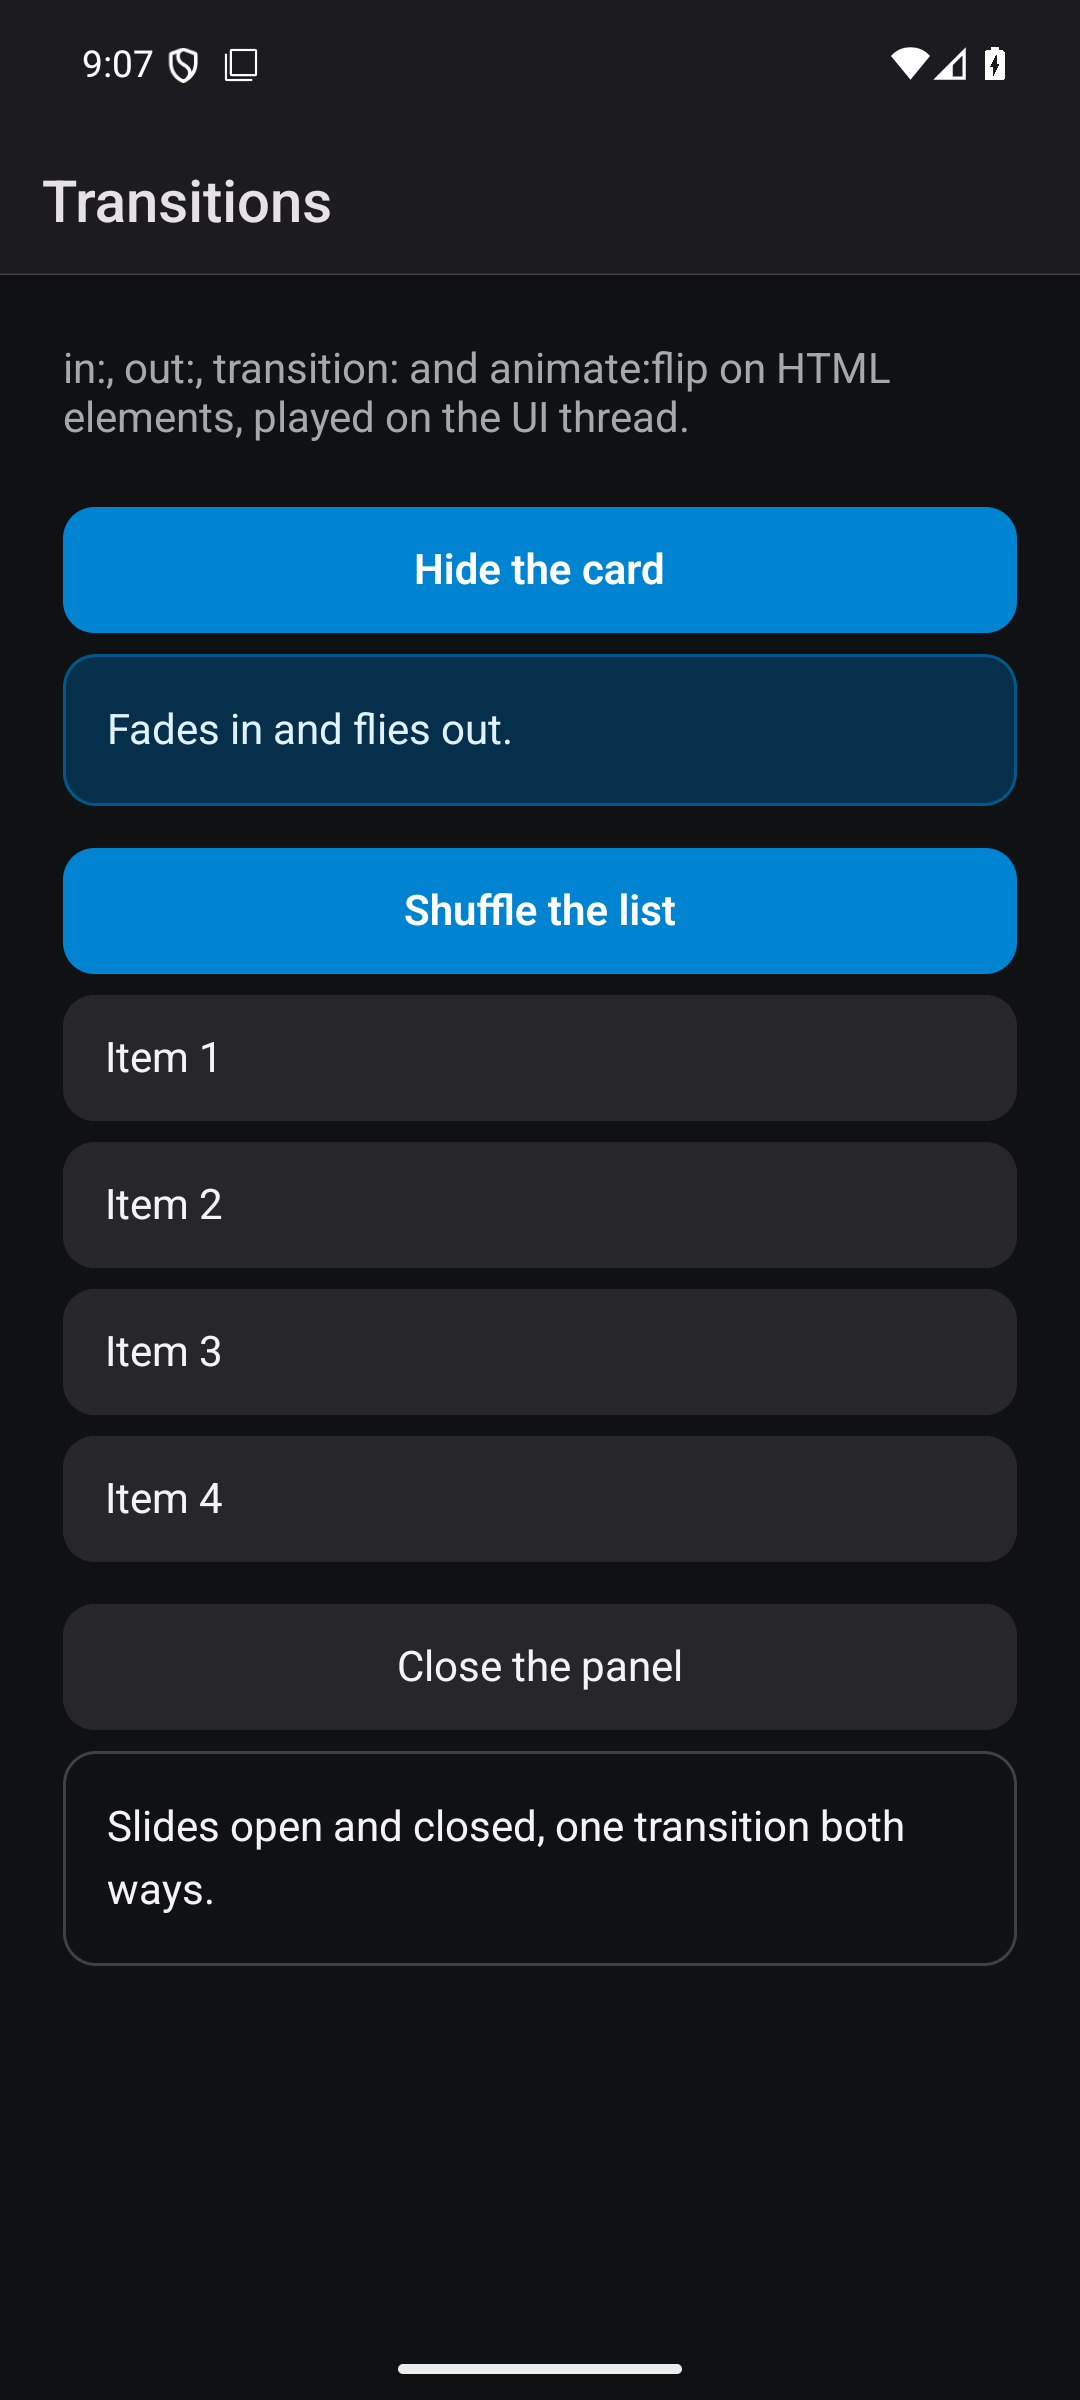 9:07
Transitions
in:, out:, transition: and animate:flip on HTML
elements, played on the UI thread.
Hide the card
Fades in and flies out.
Shuffle the list
Item 1
Item 2
Item 3
Item 4
Close the panel
Slides open and closed, one transition both
ways.